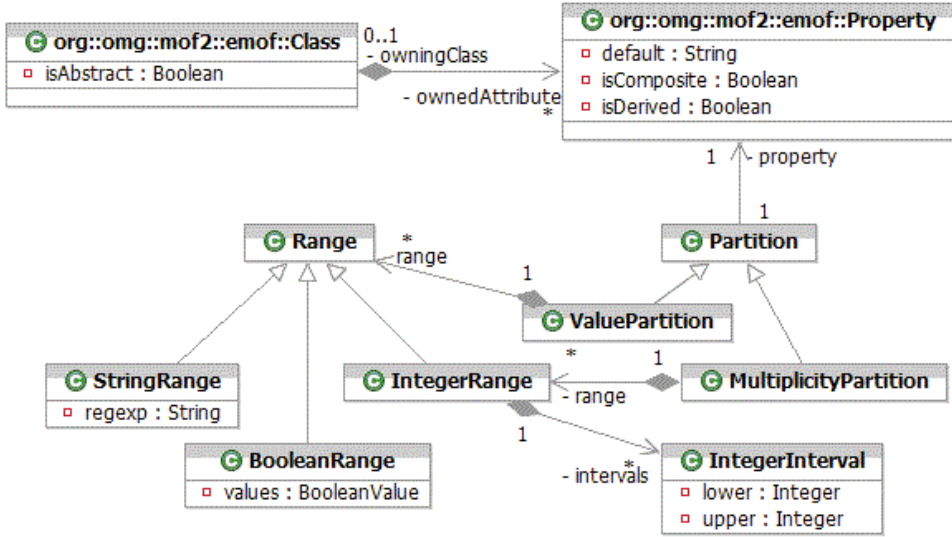 org::omg::mof2::emof::Class
isAbstract : Boolean
0..1
- owningClass
- ownedAttribute
*
org::omg::mof2::emof::Property
default : String
isComposite : Boolean
isDerived : Boolean
1
- property
1
Range
*
range
Partition
1
ValuePartition
StringRange
regexp : String
IntegerRange
*
1
- range
MultiplicityPartition
1
BooleanRange
values : BooleanValue
*
- intervals
IntegerInterval
lower : Integer
upper : Integer